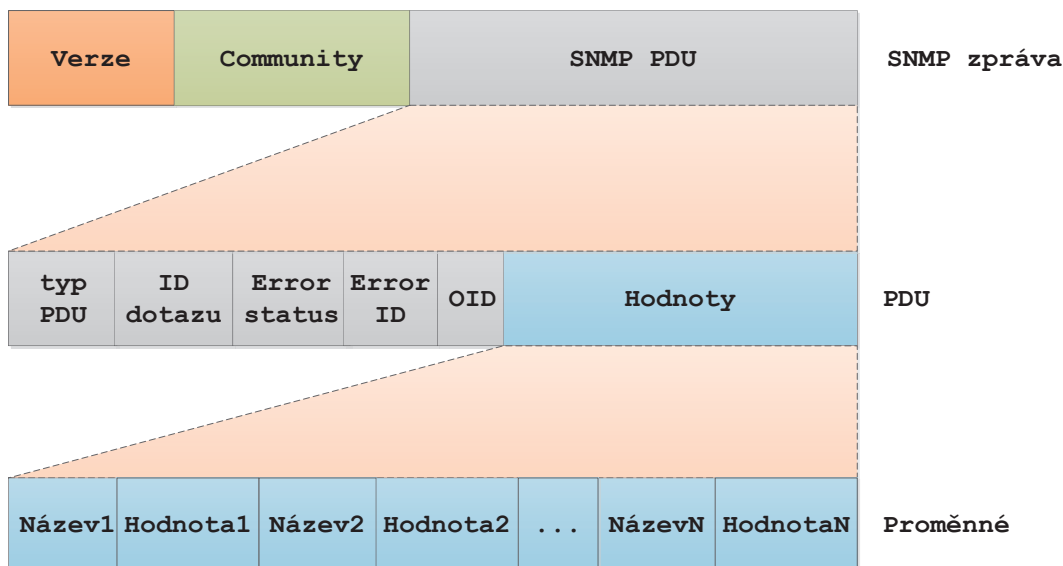 Verze Community SNMP PDU SNMP zpráva
typ PDU ID dotazu Error status Error ID OID Hodnoty PDU
Název1 Hodnota1 Název2 Hodnota2 ... NázevN HodnotaN Proměnné